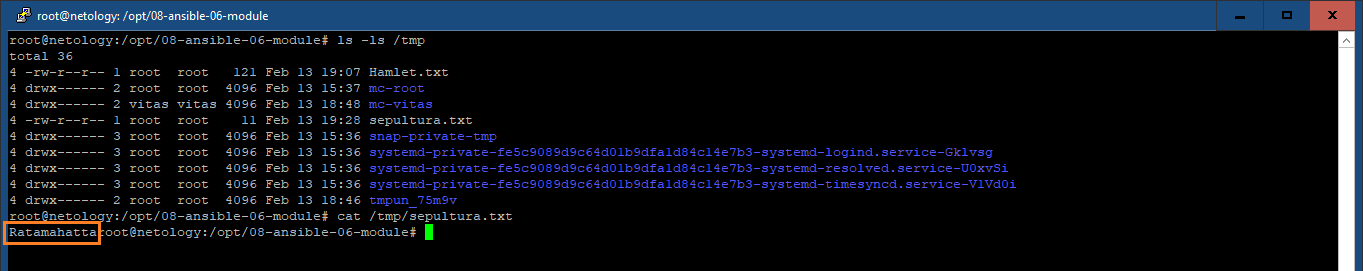 root@netology: /opt/08-ansible-06-module
root@netology:/opt/08-ansible-06-module# ls -ls /tmp
total 36
4 -rw-r--r-- 1 root  root   121 Feb 13 19:07 Hamlet.txt
4 drwx------ 2 root  root  4096 Feb 13 15:37 mc-root
4 drwx------ 2 vitas vitas 4096 Feb 13 18:48 mc-vitas
4 -rw-r--r-- 1 root  root    11 Feb 13 19:28 sepultura.txt
4 drwx------ 3 root  root  4096 Feb 13 15:36 snap-private-tmp
4 drwx------ 3 root  root  4096 Feb 13 15:36 systemd-private-fe5c9089d9c64d01b9dfa1d84c14e7b3-systemd-logind.service-Gklvsg
4 drwx------ 3 root  root  4096 Feb 13 15:36 systemd-private-fe5c9089d9c64d01b9dfa1d84c14e7b3-systemd-resolved.service-U0xvSi
4 drwx------ 3 root  root  4096 Feb 13 15:36 systemd-private-fe5c9089d9c64d01b9dfa1d84c14e7b3-systemd-timesyncd.service-VlVd0i
4 drwx------ 2 root  root  4096 Feb 13 18:46 tmpun_75m9v
root@netology:/opt/08-ansible-06-module# cat /tmp/sepultura.txt
Ratamahattaroot@netology:/opt/08-ansible-06-module#